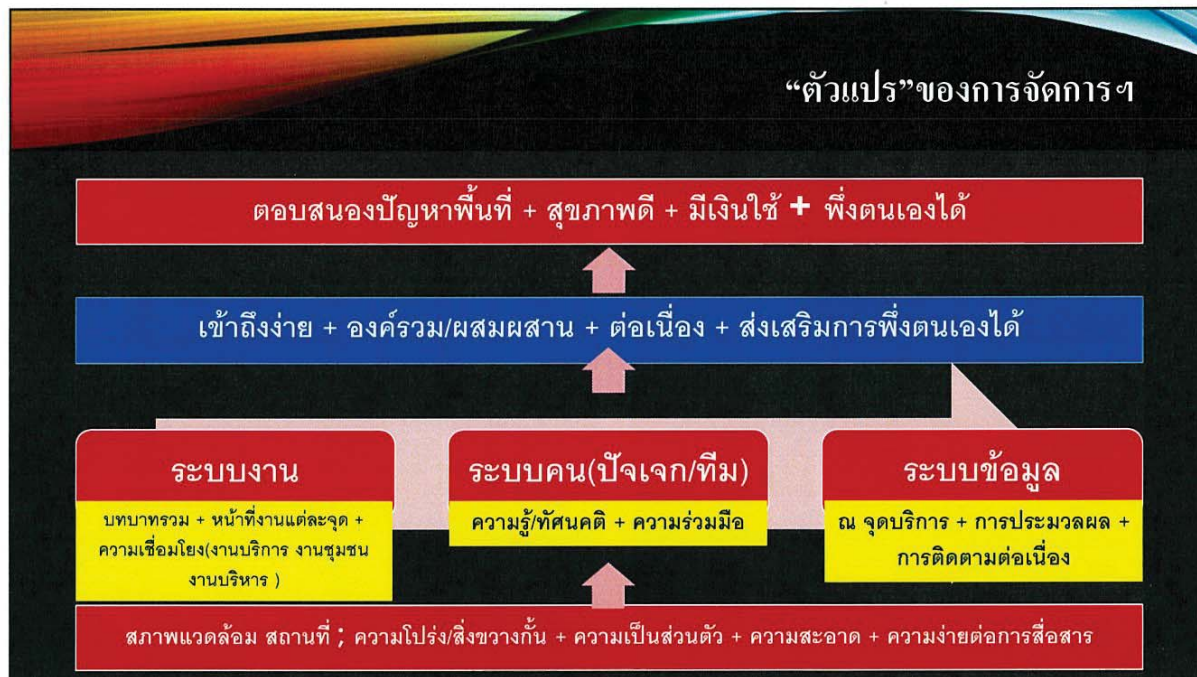 “ตัวแปร”ของการจัดการฯ
ตอบสนองปัญหาพื้นที่ + สุขภาพดี + มีเงินใช้ + พึ่งตนเองได้
เข้าถึงง่าย + องค์รวม/ผสมผสาน + ต่อเนื่อง + ส่งเสริมการพึ่งตนเองได้
ระบบงาน
บทบาทรวม + หน้าที่งานแต่ละจุด +
ความเชื่อมโยง(งานบริการ งานชุมชน
งานบริหาร )
ระบบคน(ปัจเจก/ทีม)
ความรู้/ทัศนคติ + ความร่วมมือ
ระบบข้อมูล
ณ จุดบริการ + การประมวลผล +
การติดตามต่อเนื่อง
สภาพแวดล้อม สถานที่ ; ความโปร่ง/สิ่งขวางกั้น + ความเป็นส่วนตัว + ความสะอาด + ความง่ายต่อการสื่อสาร